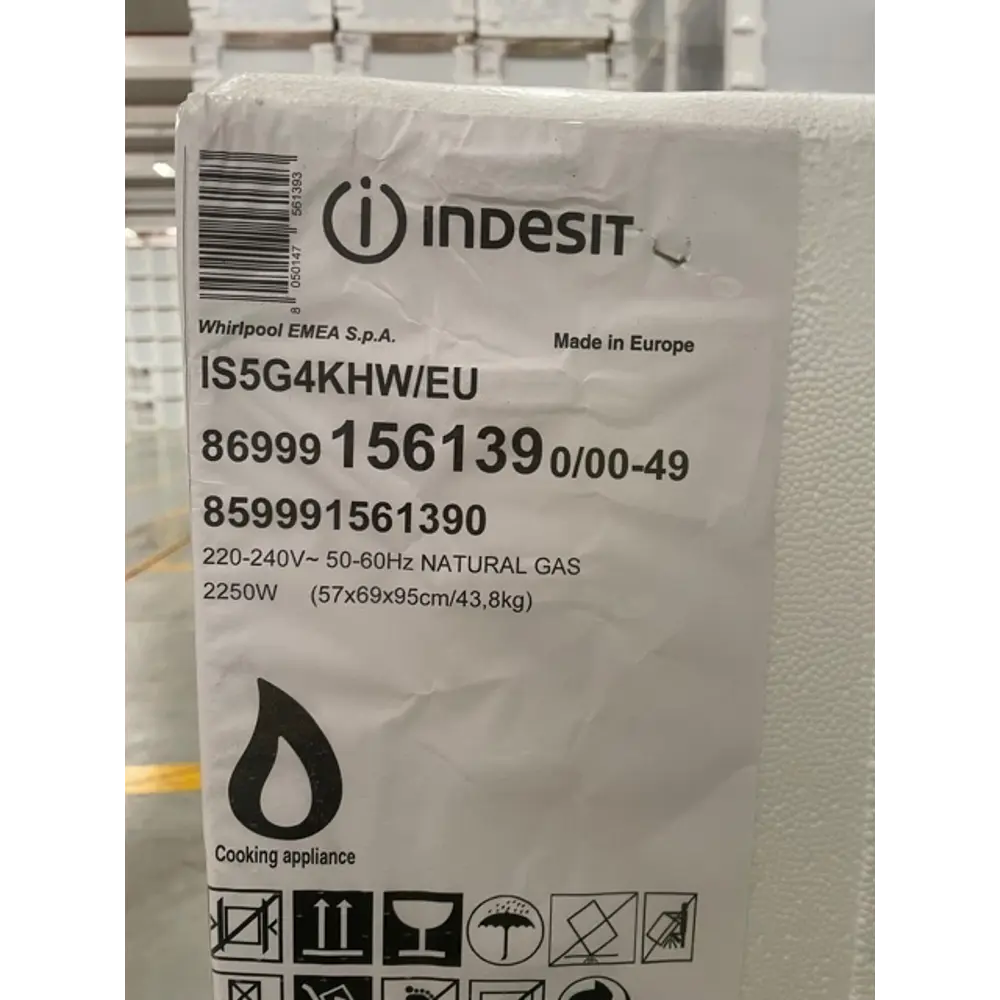 8 050147 561393
INDESIT
Whirlpool EMEA S.p.A.
Made in Europe
IS5G4KHW/EU
86999 156139 0/00-49
859991561390
220-240V~ 50-60Hz NATURAL GAS
2250W (57x69x95cm/43,8kg)
Cooking appliance